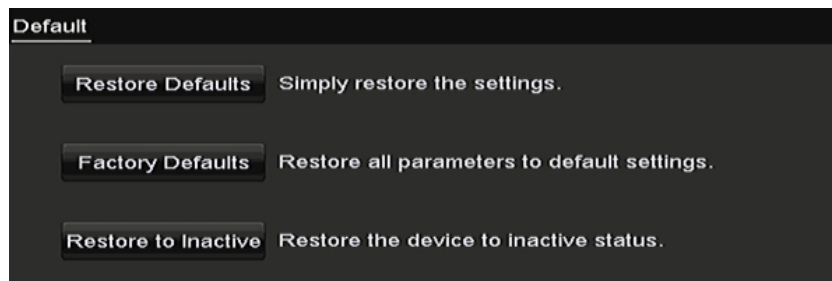 Default
Restore Defaults Simply restore the settings.
Factory Defaults Restore all parameters to default settings.
Restore to Inactive Restore the device to inactive status.